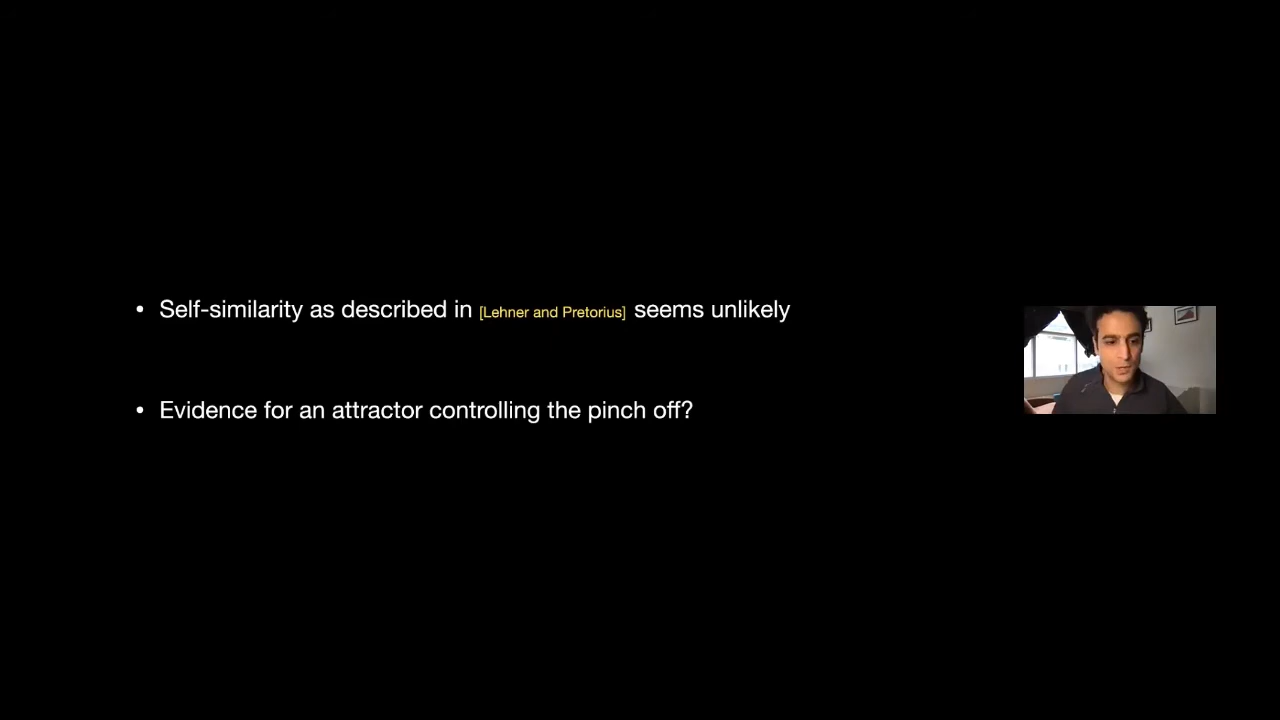 • Self-similarity as described in [Lehner and Pretorius] seems unlikely
• Evidence for an attractor controlling the pinch off?